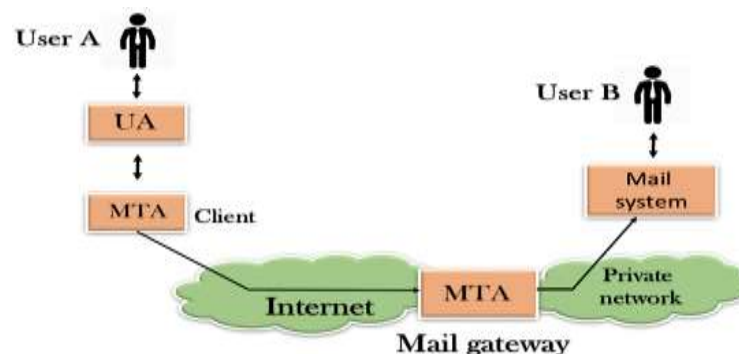 User A
UA
MTA
Client
User B
Mail
system
Internet
MTA
Private
network
Mail gateway